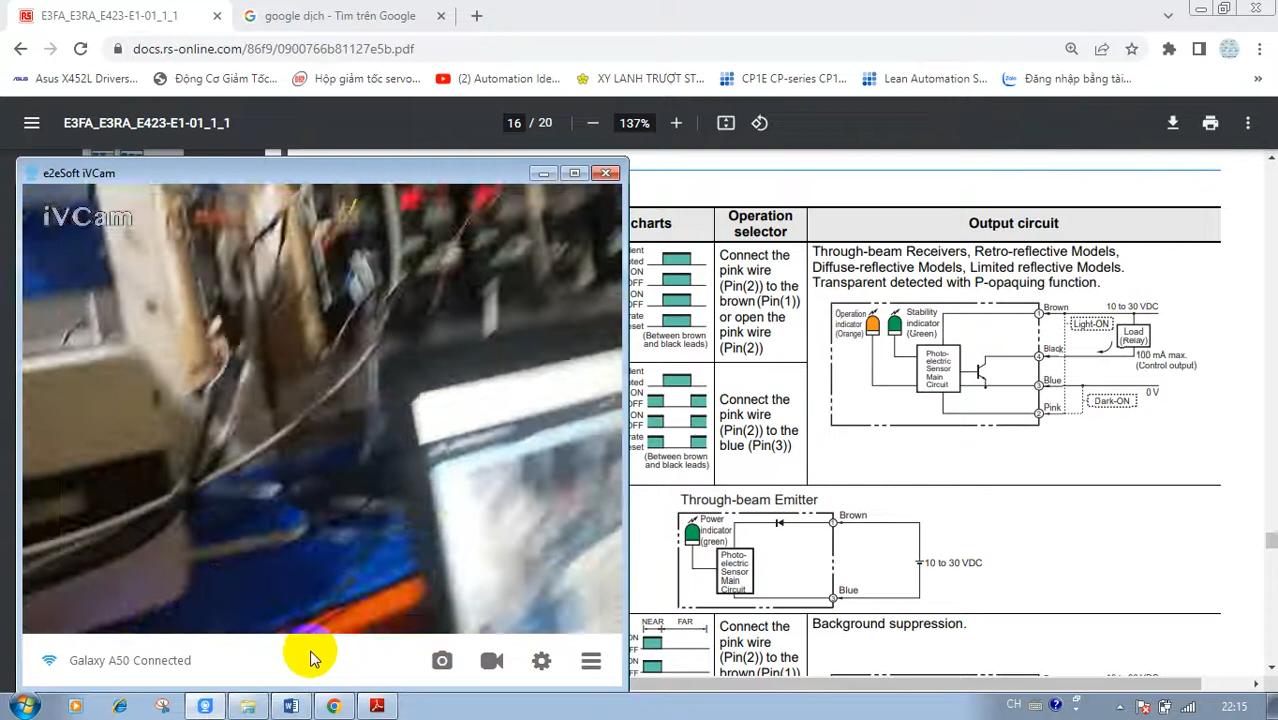 E3FA_E3RA_E423-E1-01_1_1
google dịch - Tìm trên Google
docs.rs-online.com/86f9/0900766b81127e5b.pdf
Asus X452L Drivers...
Động Cơ Giảm Tốc...
Hộp giảm tốc servo...
(2) Automation Ide...
XY LANH TRƯỢT ST...
CP1E CP-series CP1...
Lean Automation S...
Zalo
Đăng nhập bằng tài...
E3FA_E3RA_E423-E1-01_1_1
16 / 20
137%
e2eSoft iVCam
iVCam
Galaxy A50 Connected
charts
Operation
selector
Output circuit
Connect the
pink wire
(Pin(2)) to the
brown (Pin(1))
or open the
pink wire
(Pin(2))
(Between brown
and black leads)
Connect the
pink wire
(Pin(2)) to the
blue (Pin(3))
(Between brown
and black leads)
Through-beam Receivers, Retro-reflective Models,
Diffuse-reflective Models, Limited reflective Models.
Transparent detected with P-opaquing function.
Operation
indicator
(Orange)
Stability
indicator
(Green)
Photo-
electric
Sensor
Main
Circuit
Brown
10 to 30 VDC
Light-ON
Load
(Relay)
Black
100 mA max.
(Control output)
Blue
0 V
Dark-ON
Pink
1
4
3
2
Through-beam Emitter
Power
indicator
(green)
Photo-
electric
Sensor
Main
Circuit
Brown
10 to 30 VDC
Blue
1
3
NEAR
FAR
Connect the
pink wire
(Pin(2)) to the
brown (Pin(1))
Background suppression.
CH
22:15